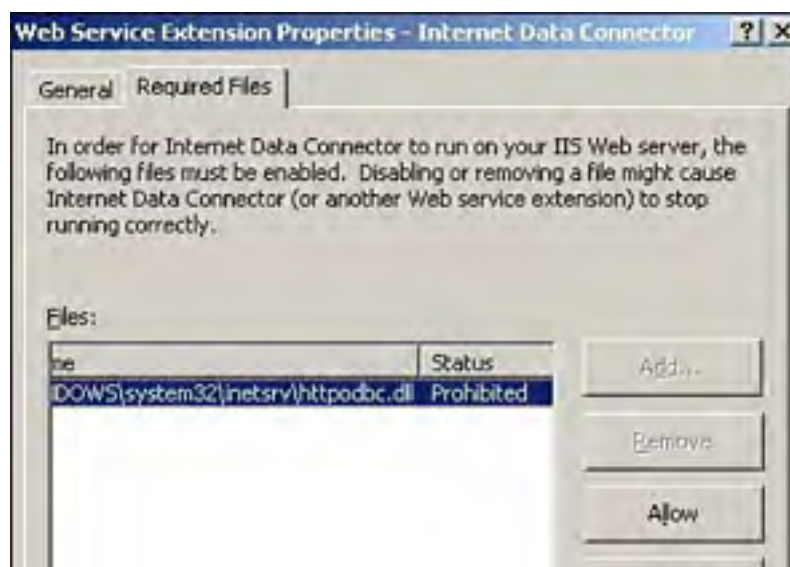 Web Service Extension Properties - Internet Data Connector ? X
General Required Files
In order for Internet Data Connector to run on your IIS Web server, the
following files must be enabled. Disabling or removing a file might cause
Internet Data Connector (or another Web service extension) to stop
running correctly.
Files:
me Status
DOWS\system32\inetsrv\httpodbc.dll Prohibited
Add...
Remove
Allow